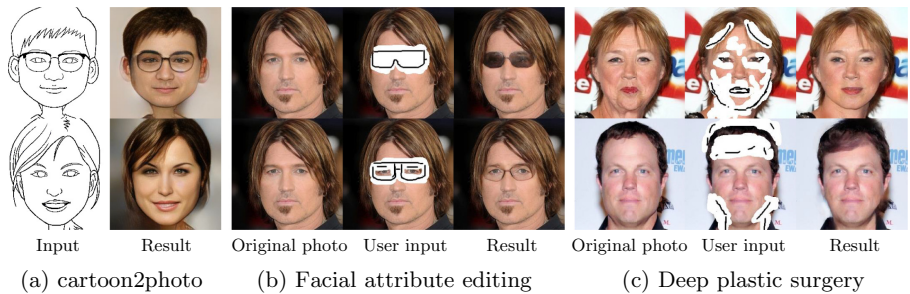 Input Result Original photo User input Result Original photo User input Result
(a) cartoon2photo (b) Facial attribute editing (c) Deep plastic surgery